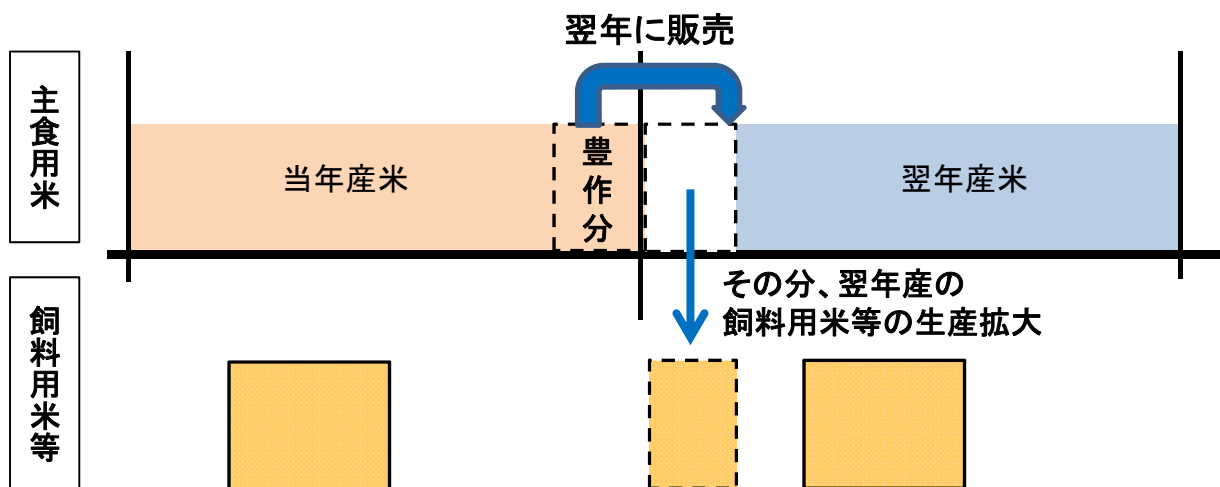 翌年に販売
主食用米
当年産米
豊作分
翌年産米
その分、翌年産の
飼料用米等の生産拡大
飼料用米等